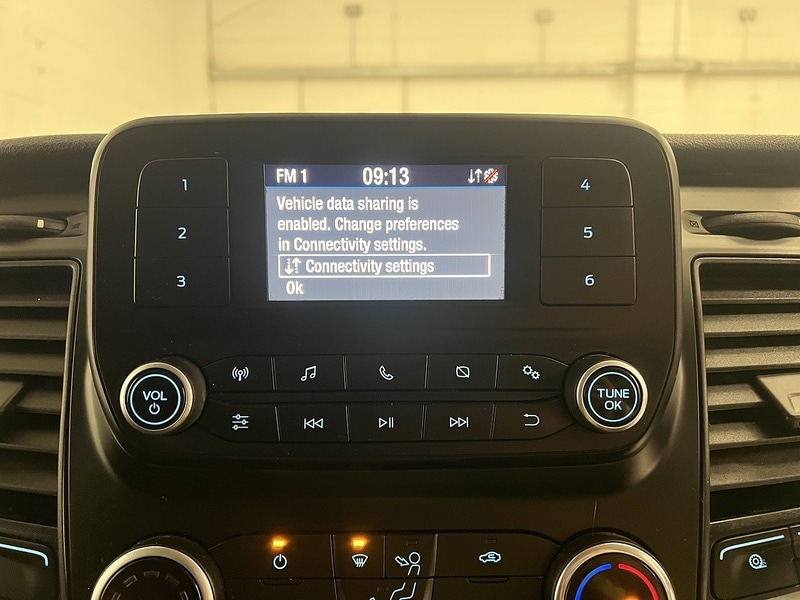 FM 1 09:13
Vehicle data sharing is
enabled. Change preferences
in Connectivity settings.
Connectivity settings
Ok
1
2
3
4
5
6
VOL
TUNE
OK